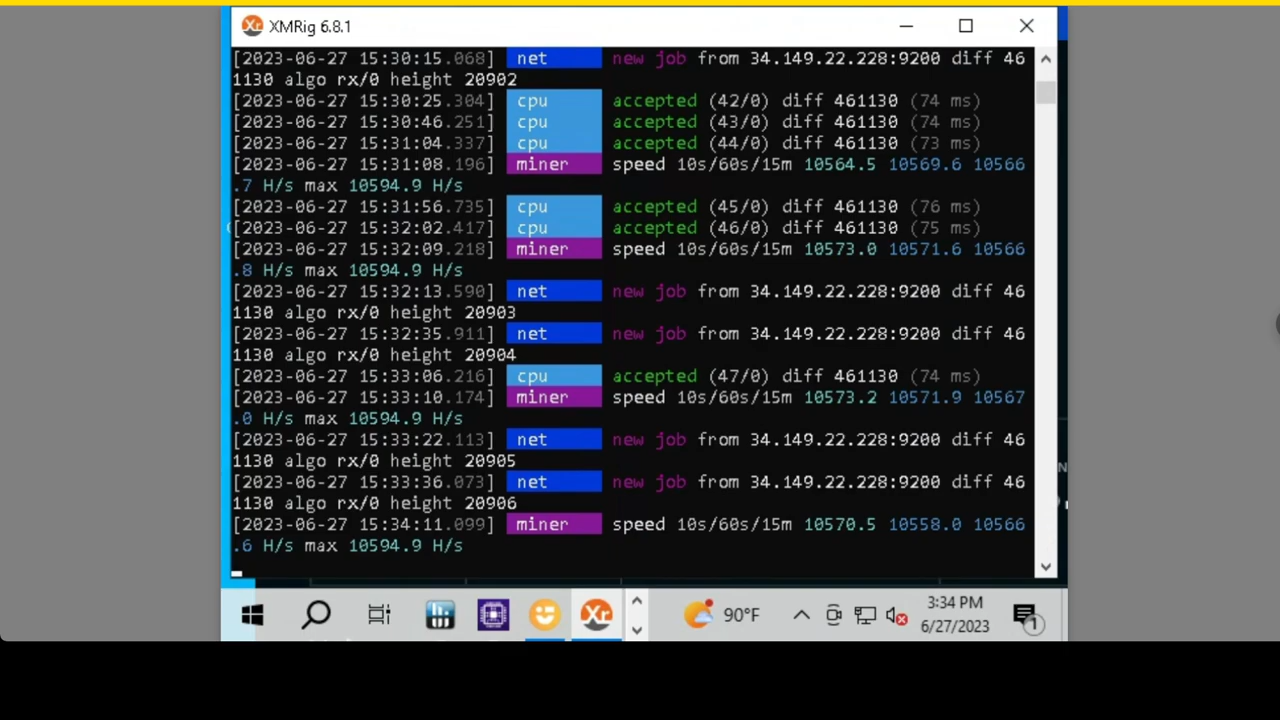 XMRig 6.8.1
[2023-06-27 15:30:15.068] net new job from 34.149.22.228:9200 diff 46
1130 algo rx/0 height 20902
[2023-06-27 15:30:25.304] cpu accepted (42/0) diff 461130 (74 ms)
[2023-06-27 15:30:46.251] cpu accepted (43/0) diff 461130 (74 ms)
[2023-06-27 15:31:04.337] cpu accepted (44/0) diff 461130 (73 ms)
[2023-06-27 15:31:08.196] miner speed 10s/60s/15m 10564.5 10569.6 10566
.7 H/s max 10594.9 H/s
[2023-06-27 15:31:56.735] cpu accepted (45/0) diff 461130 (76 ms)
[2023-06-27 15:32:02.417] cpu accepted (46/0) diff 461130 (75 ms)
[2023-06-27 15:32:09.218] miner speed 10s/60s/15m 10573.0 10571.6 10566
.8 H/s max 10594.9 H/s
[2023-06-27 15:32:13.590] net new job from 34.149.22.228:9200 diff 46
1130 algo rx/0 height 20903
[2023-06-27 15:32:35.911] net new job from 34.149.22.228:9200 diff 46
1130 algo rx/0 height 20904
[2023-06-27 15:33:06.216] cpu accepted (47/0) diff 461130 (74 ms)
[2023-06-27 15:33:10.174] miner speed 10s/60s/15m 10573.2 10571.9 10567
.0 H/s max 10594.9 H/s
[2023-06-27 15:33:22.113] net new job from 34.149.22.228:9200 diff 46
1130 algo rx/0 height 20905
[2023-06-27 15:33:36.073] net new job from 34.149.22.228:9200 diff 46
1130 algo rx/0 height 20906
[2023-06-27 15:34:11.099] miner speed 10s/60s/15m 10570.5 10558.0 10566
.6 H/s max 10594.9 H/s
Xr 90°F 3:34 PM
6/27/2023 1